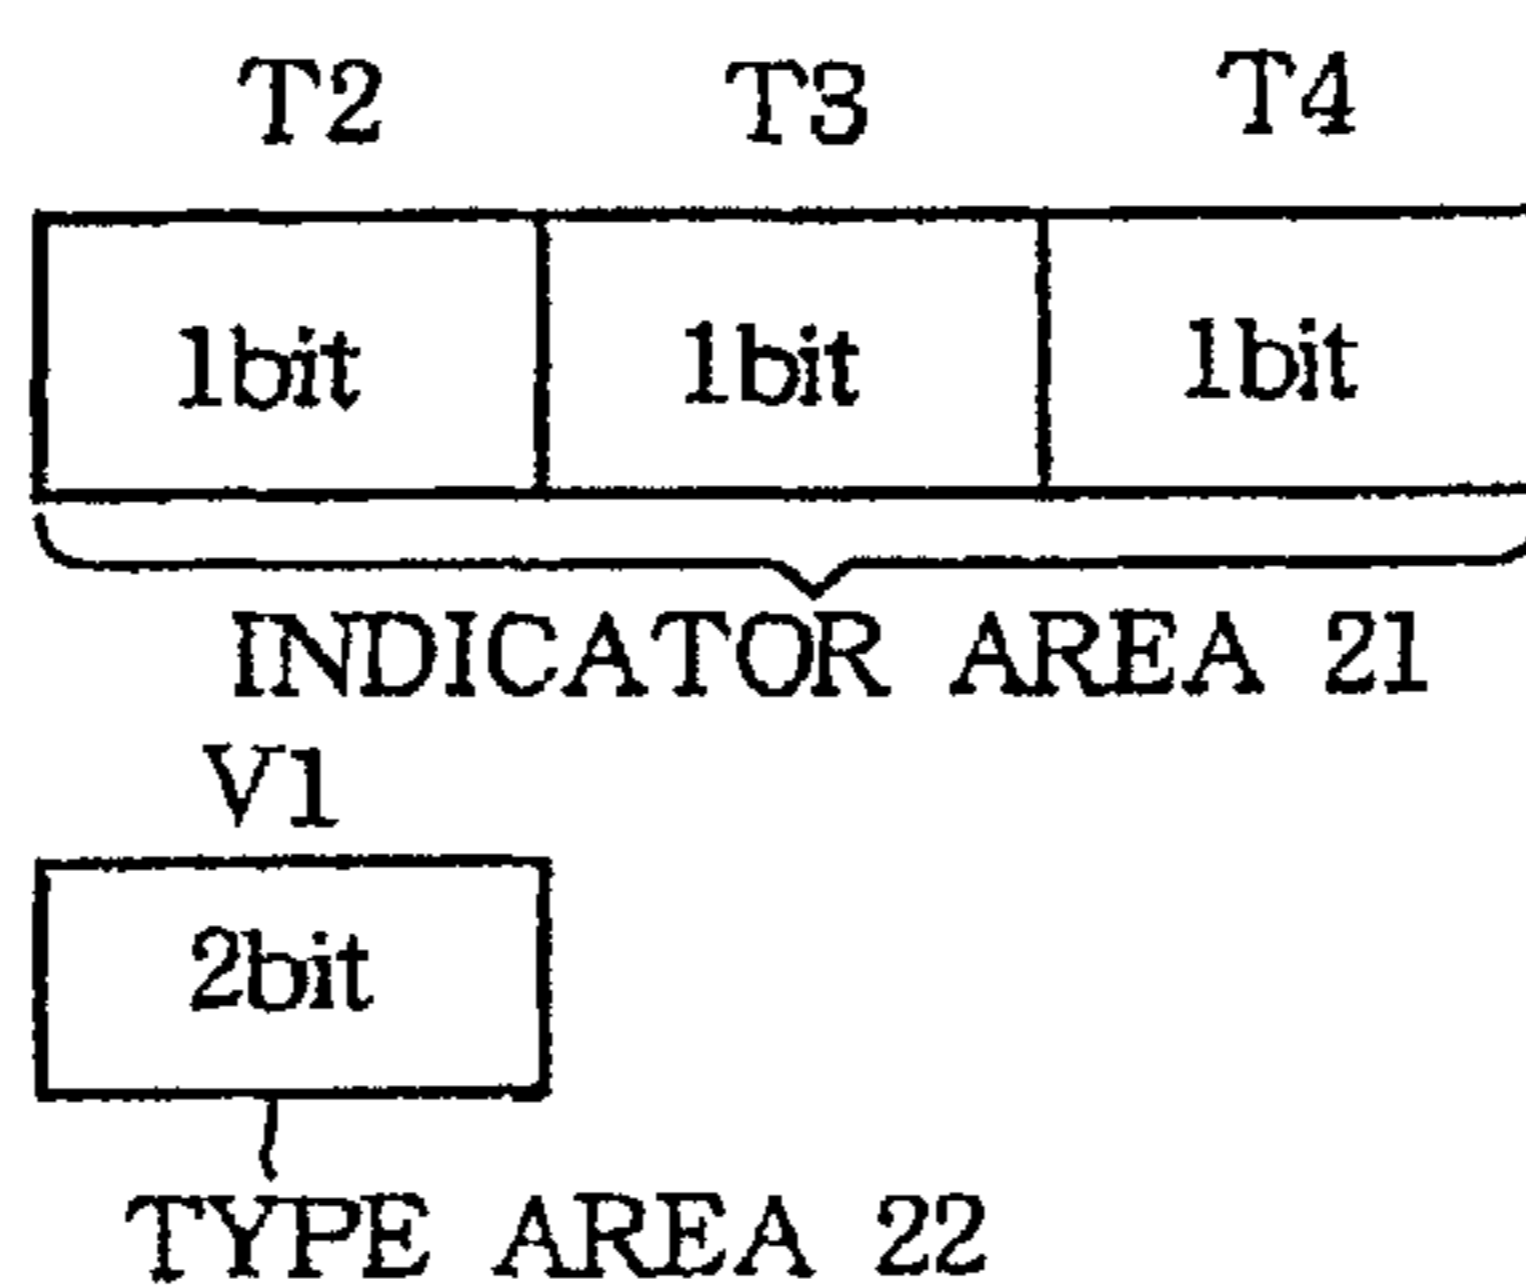 T2 T3 T4
1bit 1bit 1bit
INDICATOR AREA 21
V1
2bit
TYPE AREA 22